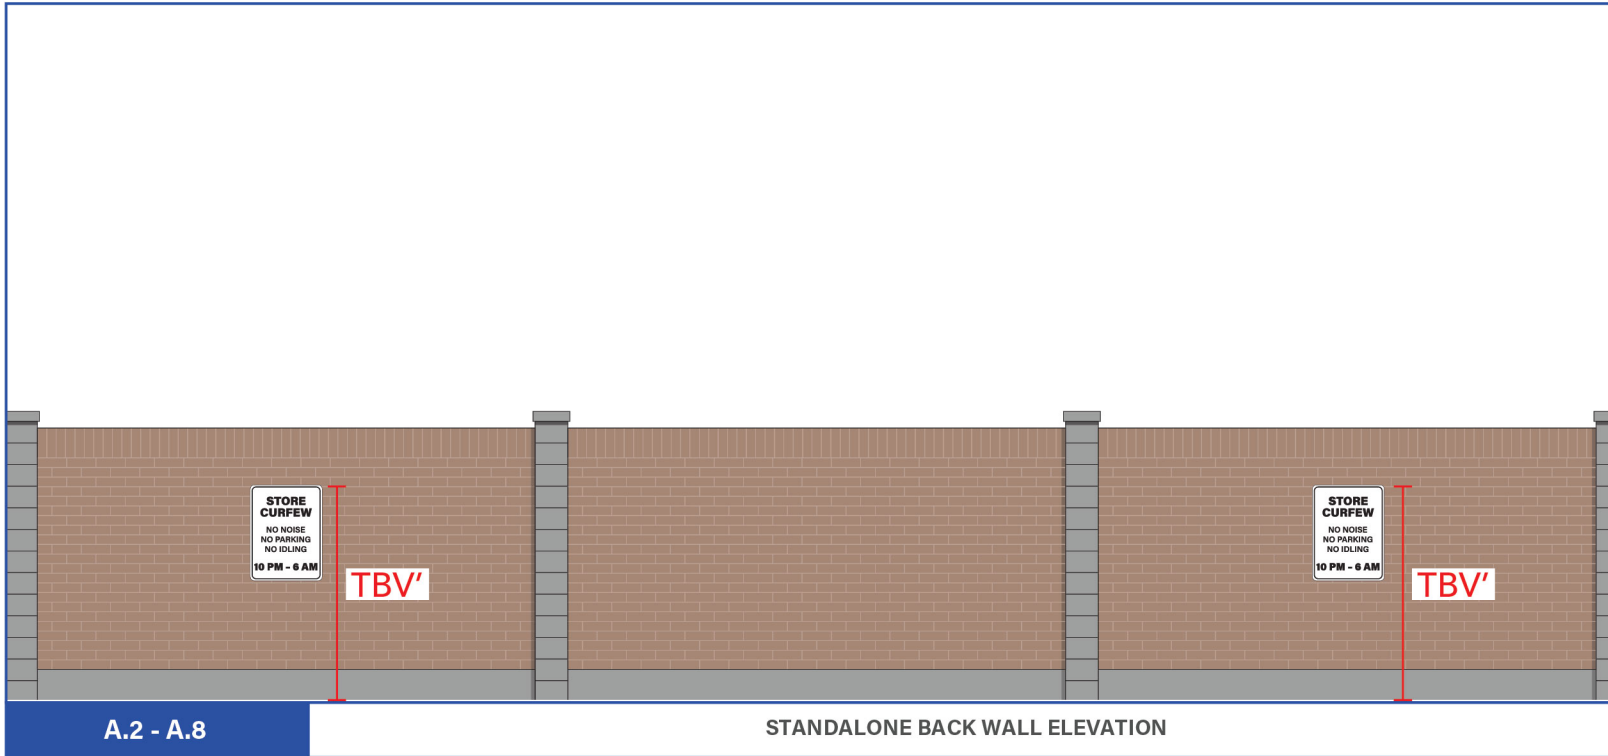 STORE
CURFEW
NO NOISE
NO PARKING
NO IDLING
10 PM – 6 AM
TBV’
STORE
CURFEW
NO NOISE
NO PARKING
NO IDLING
10 PM – 6 AM
TBV’
A.2 - A.8
STANDALONE BACK WALL ELEVATION